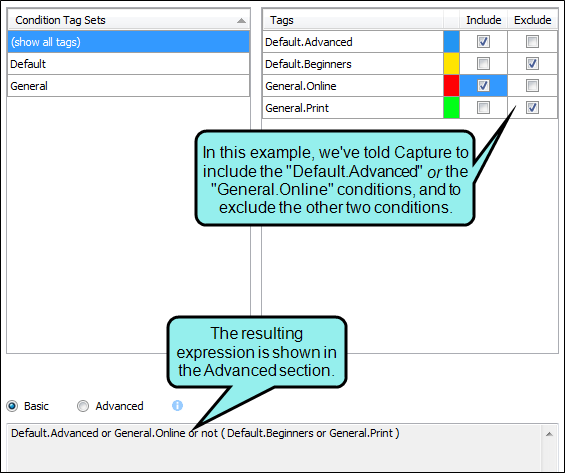 Condition Tag Sets
(show all tags)
Default
General
Tags Include Exclude
Default.Advanced
Default.Beginners
General.Online
General.Print
In this example, we've told Capture to
include the "Default.Advanced" or the
"General.Online" conditions, and to
exclude the other two conditions.
The resulting
expression is shown in
the Advanced section.
Basic Advanced
Default.Advanced or General.Online or not ( Default.Beginners or General.Print )